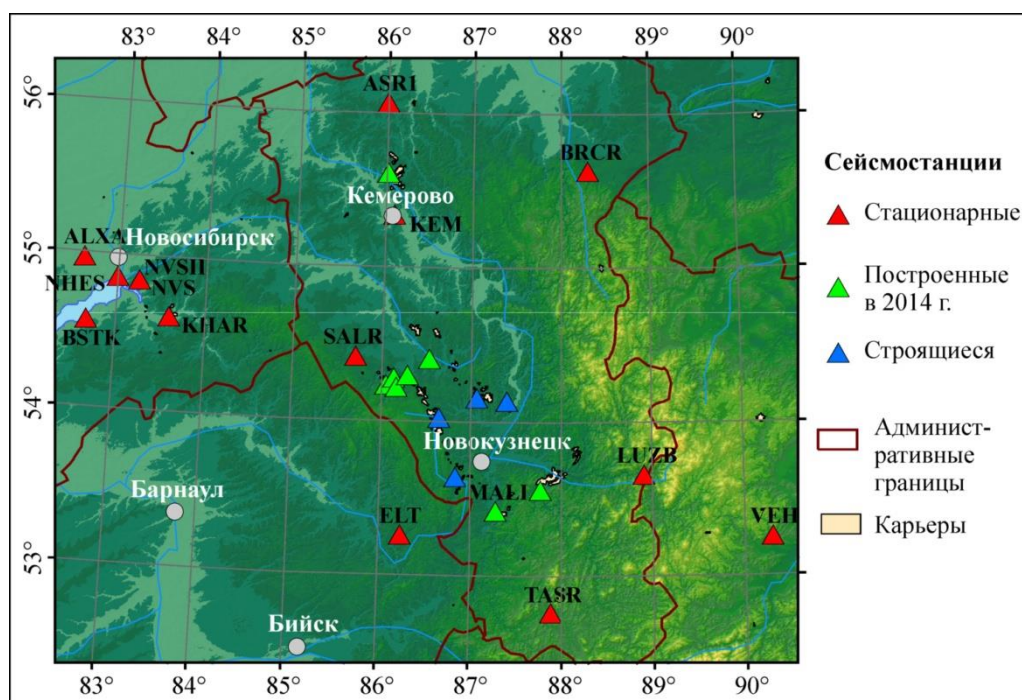 83° 84° 85° 86° 87° 88° 89° 90°
56°
55°
54°
53°
ASR1
BRCR
Кемерово
KEM
ALXA
Новосибирск
NHES
NVSII
NVS
BSTK
KHAR
SALR
Новокузнецк
LUZB
Барнаул
MALI
ELT
VEH
TASR
Бийск
83° 84° 85° 86° 87° 88° 89° 90°
Сейсмостанции
Стационарные
Построенные
в 2014 г.
Строящиеся
Админист-
ративные
границы
Карьеры